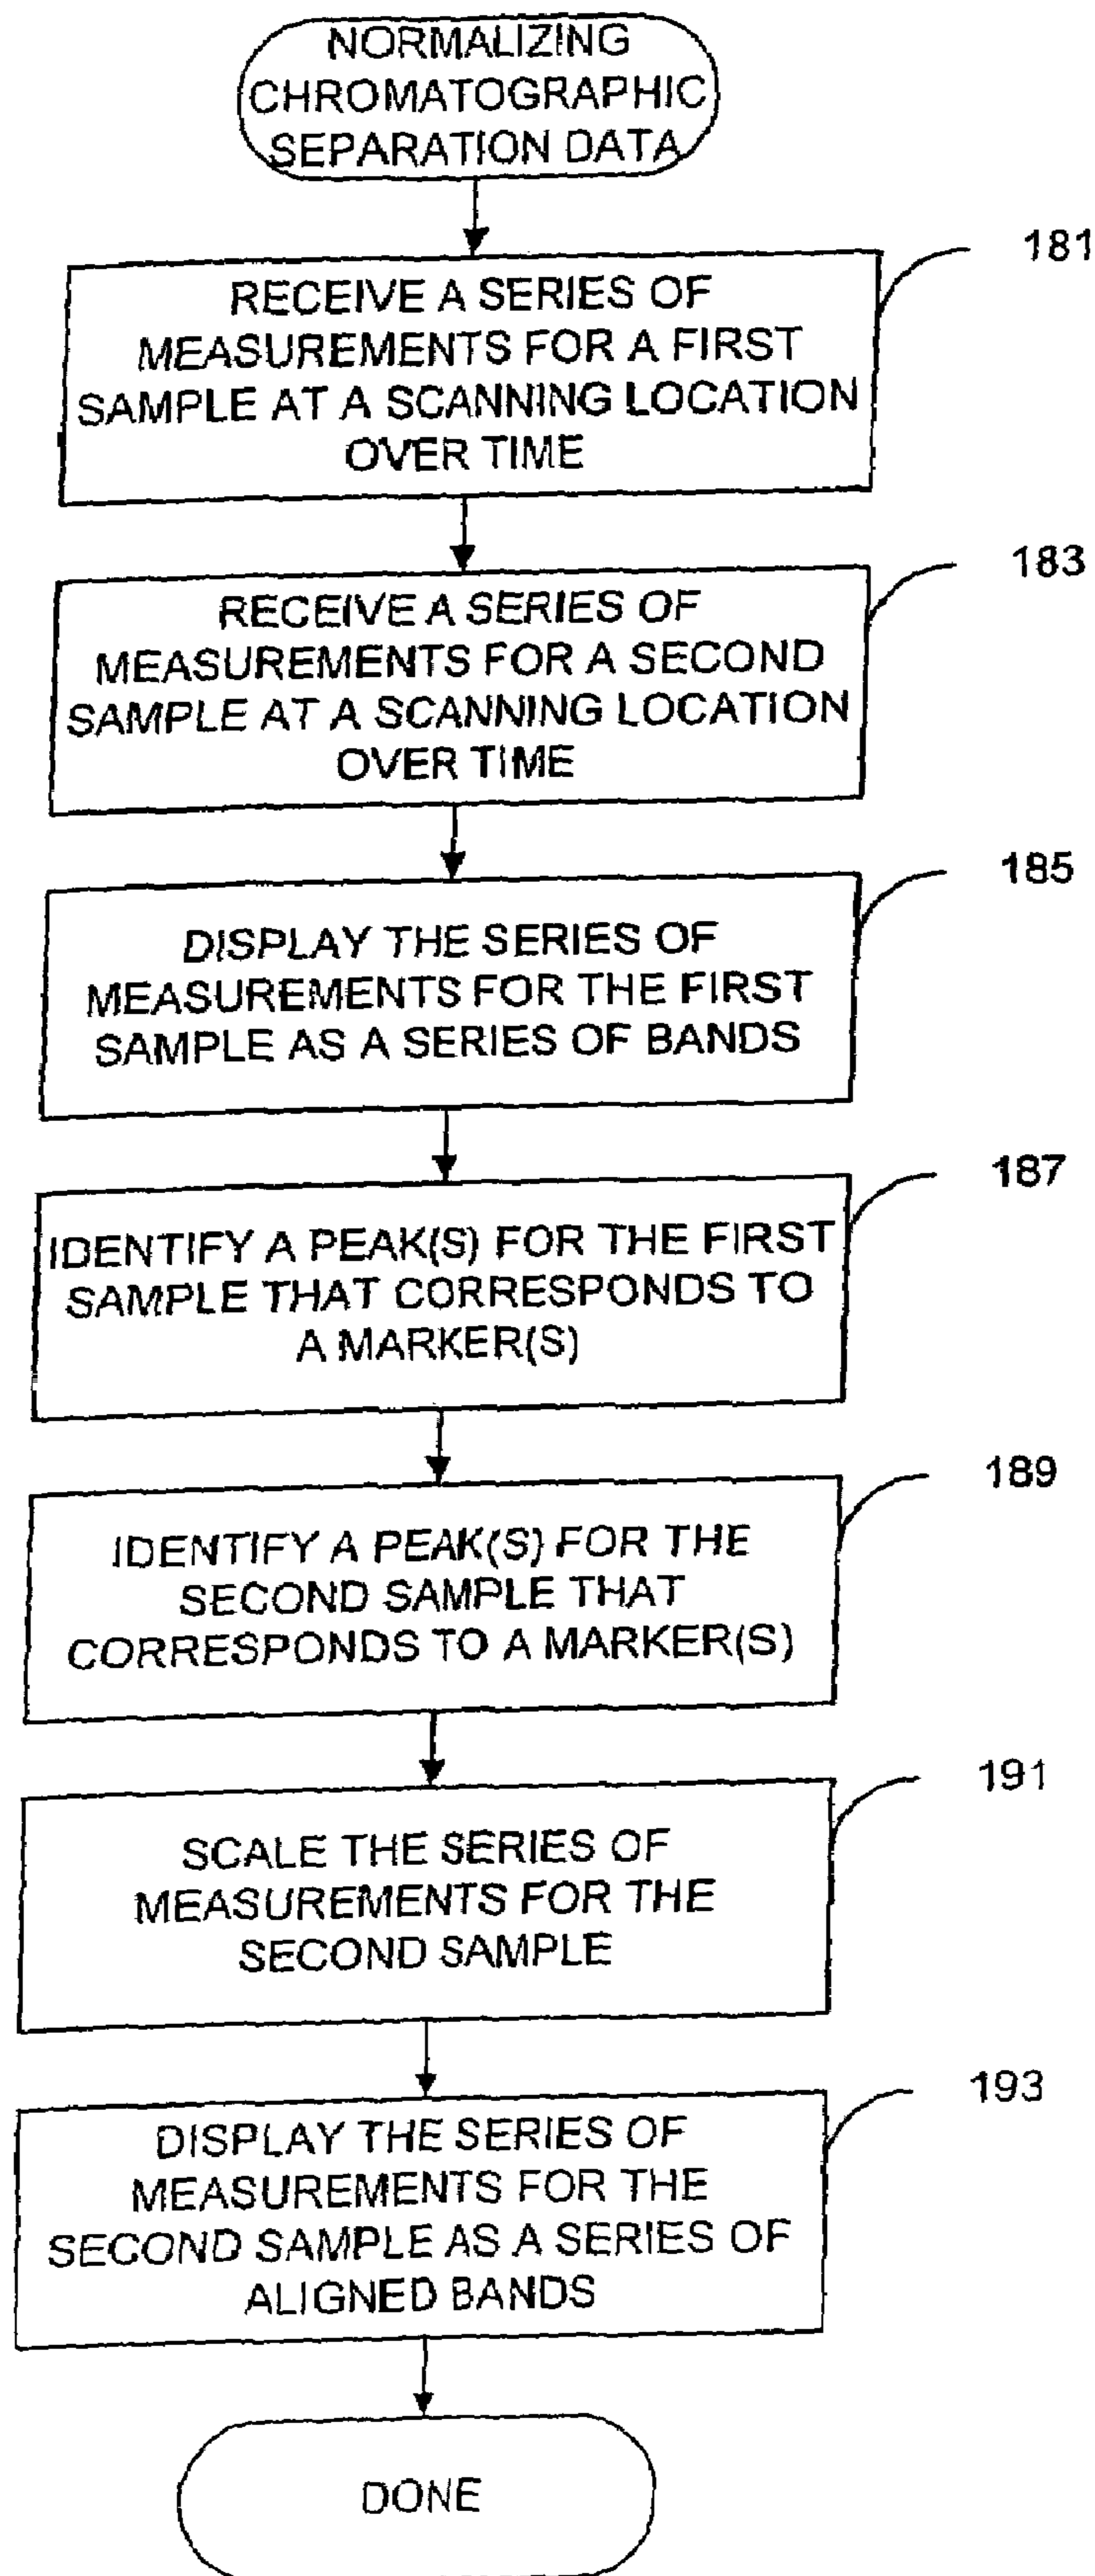 NORMALIZING
CHROMATOGRAPHIC
SEPARATION DATA
181
RECEIVE A SERIES OF
MEASUREMENTS FOR A FIRST
SAMPLE AT A SCANNING LOCATION
OVER TIME
183
RECEIVE A SERIES OF
MEASUREMENTS FOR A SECOND
SAMPLE AT A SCANNING LOCATION
OVER TIME
185
DISPLAY THE SERIES OF
MEASUREMENTS FOR THE FIRST
SAMPLE AS A SERIES OF BANDS
187
IDENTIFY A PEAK(S) FOR THE FIRST
SAMPLE THAT CORRESPONDS TO
A MARKER(S)
189
IDENTIFY A PEAK(S) FOR THE
SECOND SAMPLE THAT
CORRESPONDS TO A MARKER(S)
191
SCALE THE SERIES OF
MEASUREMENTS FOR THE
SECOND SAMPLE
193
DISPLAY THE SERIES OF
MEASUREMENTS FOR THE
SECOND SAMPLE AS A SERIES OF
ALIGNED BANDS
DONE